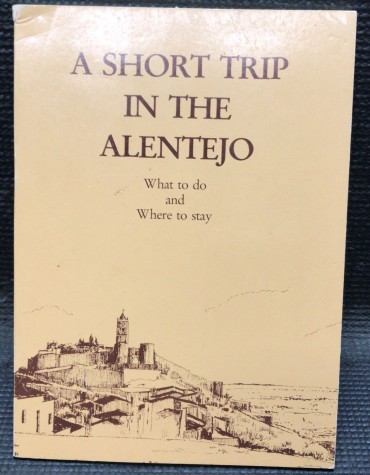 A SHORT TRIP
IN THE
ALENTEJO
What to do
and
Where to stay